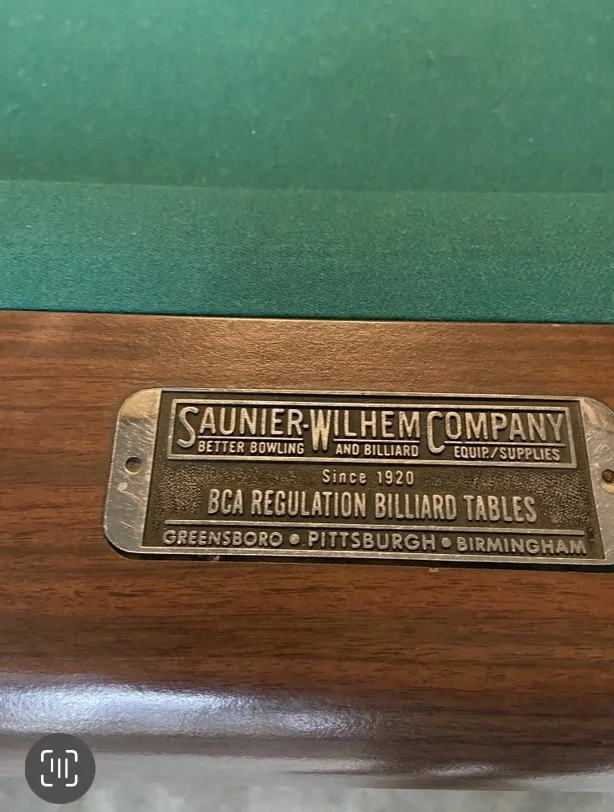 SAUNIER-WILHEM COMPANY
BETTER BOWLING AND BILLIARD EQUIP./SUPPLIES
Since 1920
BCA REGULATION BILLIARD TABLES
GREENSBORO • PITTSBURGH • BIRMINGHAM